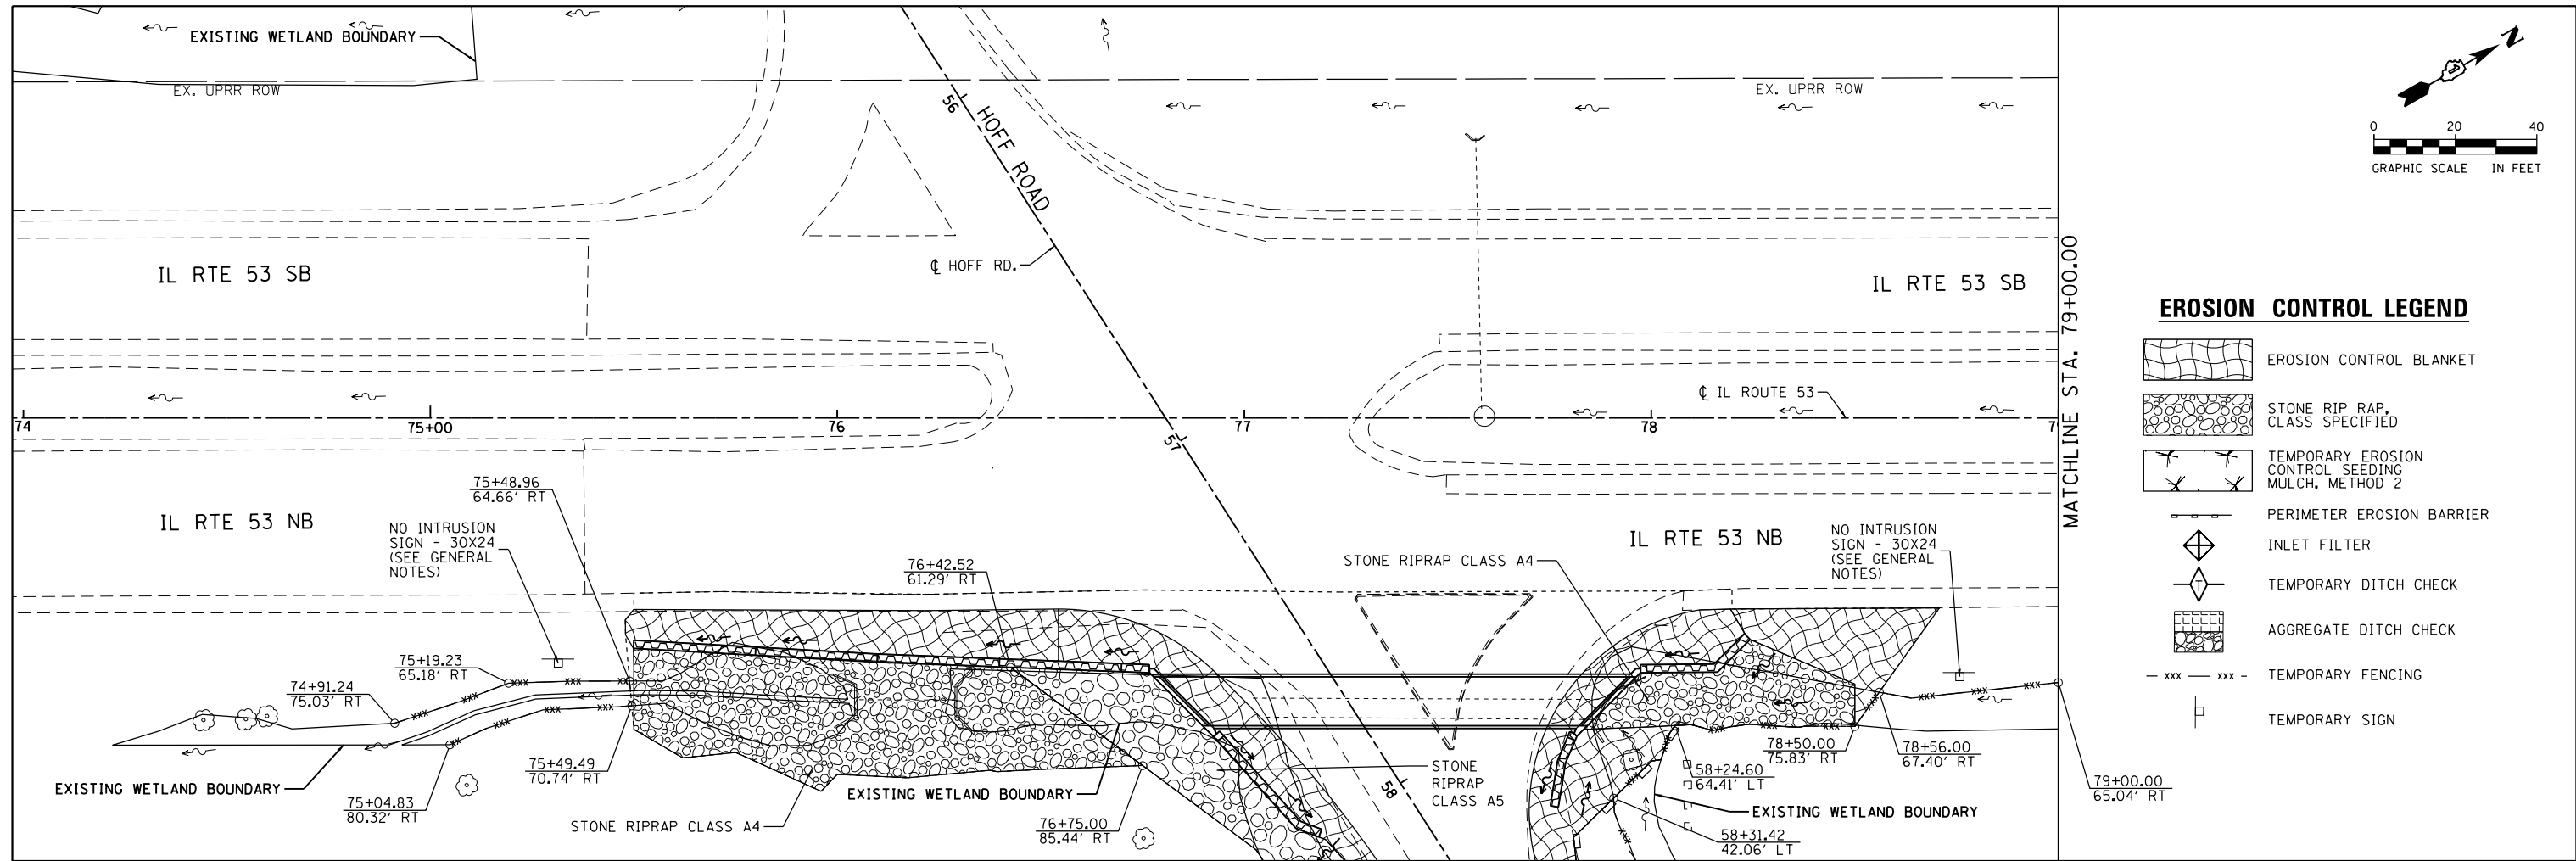 EXISTING WETLAND BOUNDARY
EX. UPRR ROW
EX. UPRR ROW
56
HOFF ROAD
N
0 20 40
GRAPHIC SCALE IN FEET
IL RTE 53 SB
℄ HOFF RD.
IL RTE 53 SB
MATCHLINE STA. 79+00.00
℄ IL ROUTE 53
74
75+00
76
57
77
78
7
75+48.96
64.66' RT
IL RTE 53 NB
NO INTRUSION
SIGN - 30X24
(SEE GENERAL
NOTES)
76+42.52
61.29' RT
STONE RIPRAP CLASS A4
IL RTE 53 NB
NO INTRUSION
SIGN - 30X24
(SEE GENERAL
NOTES)
75+19.23
65.18' RT
74+91.24
75.03' RT
EXISTING WETLAND BOUNDARY
75+04.83
80.32' RT
75+49.49
70.74' RT
STONE RIPRAP CLASS A4
EXISTING WETLAND BOUNDARY
76+75.00
85.44' RT
STONE
RIPRAP
CLASS A5
58
58+24.60
64.41' LT
78+50.00
75.83' RT
78+56.00
67.40' RT
79+00.00
65.04' RT
EXISTING WETLAND BOUNDARY
58+31.42
42.06' LT
EROSION CONTROL LEGEND
EROSION CONTROL BLANKET
STONE RIP RAP,
CLASS SPECIFIED
TEMPORARY EROSION
CONTROL SEEDING
MULCH, METHOD 2
PERIMETER EROSION BARRIER
INLET FILTER
T
TEMPORARY DITCH CHECK
AGGREGATE DITCH CHECK
XXX XXX
TEMPORARY FENCING
TEMPORARY SIGN